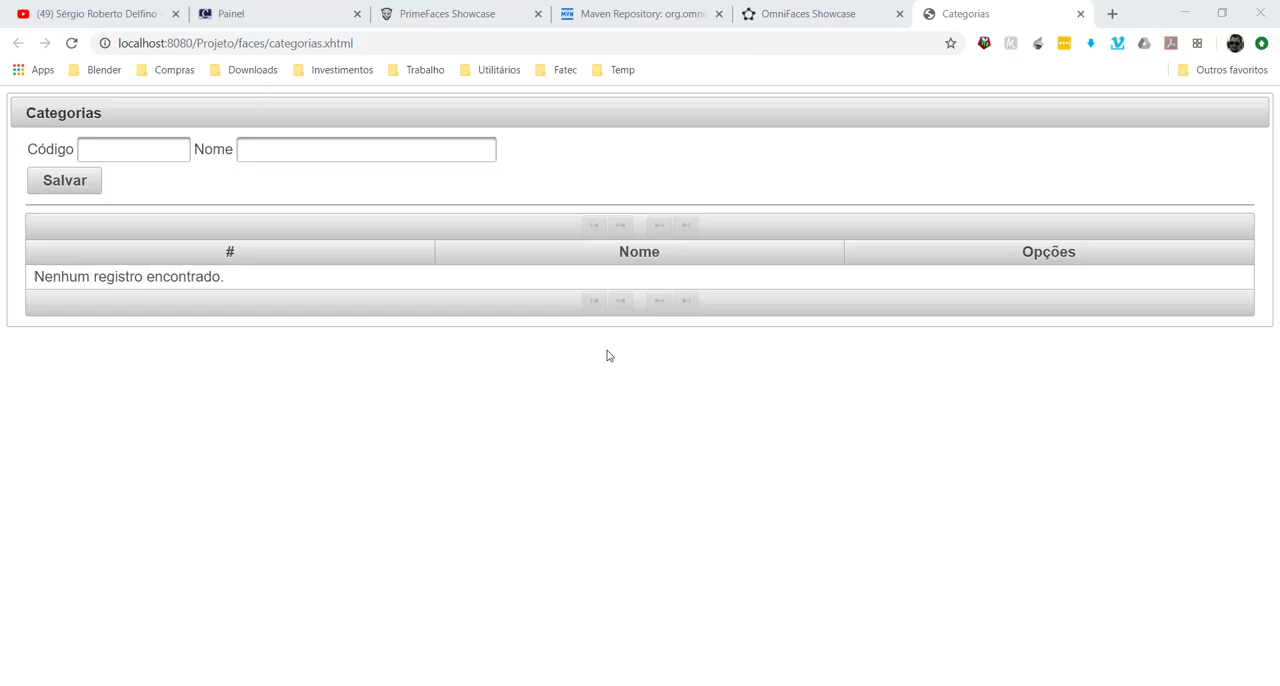 (49) Sérgio Roberto Delfino - Painel PrimeFaces Showcase Maven Repository: org.omni OmniFaces Showcase Categorias
localhost:8080/Projeto/faces/categorias.xhtml
Apps Blender Compras Downloads Investimentos Trabalho Utilitários Fatec Temp Outros favoritos
Categorias
Código Nome
Salvar
# Nome Opções
Nenhum registro encontrado.